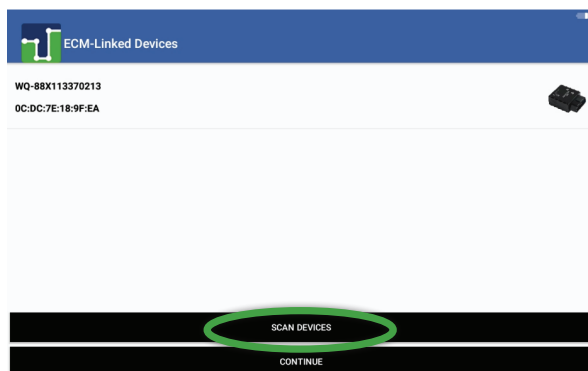 ECM-Linked Devices
WQ-88X113370213
0C:DC:7E:18:9F:EA
SCAN DEVICES
CONTINUE